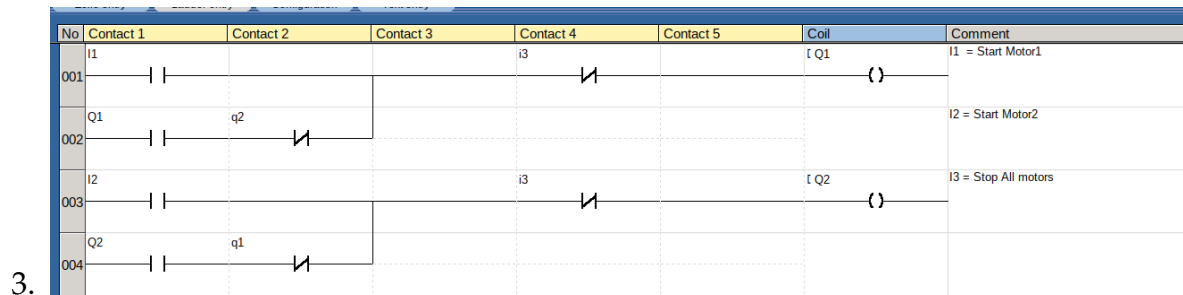 No Contact 1 Contact 2 Contact 3 Contact 4 Contact 5 Coil Comment
I1 i3 [ Q1 I1 = Start Motor1
001
Q1 q2 I2 = Start Motor2
002
I2 i3 [ Q2 I3 = Stop All motors
003
Q2 q1
004
3.